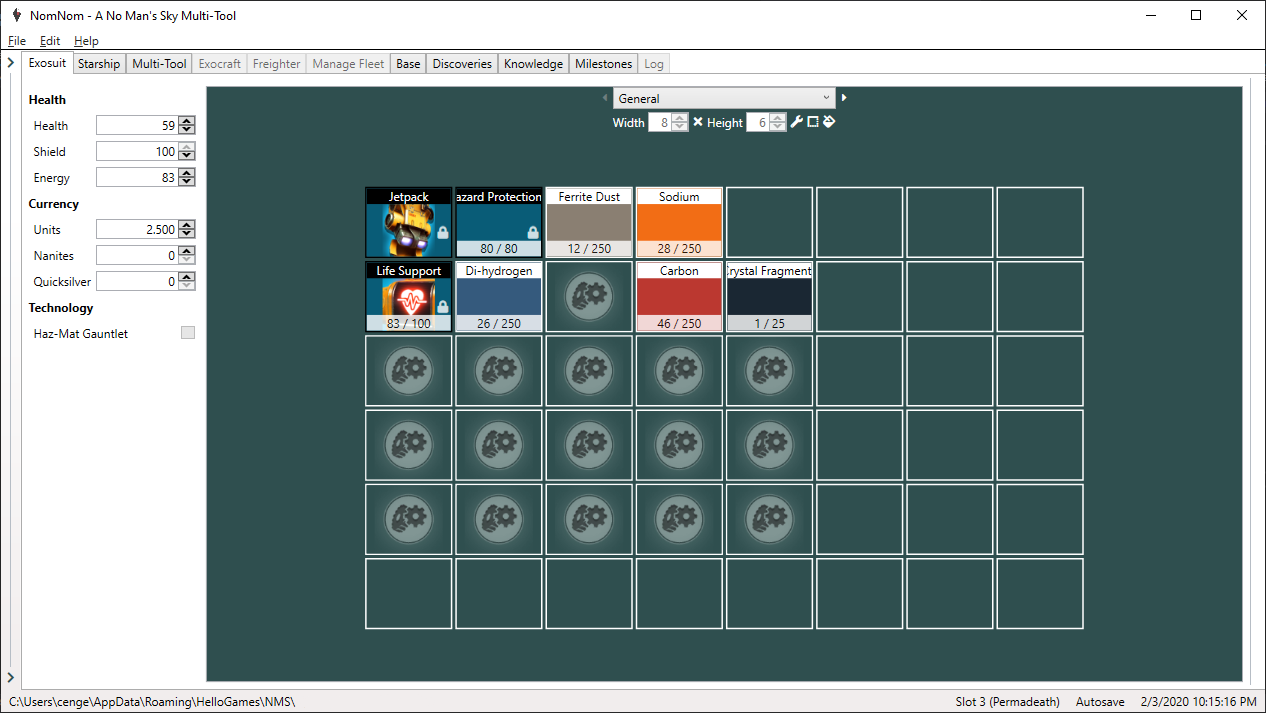 NomNom - A No Man's Sky Multi-Tool
File Edit Help
Exosuit Starship Multi-Tool Exocraft Freighter Manage Fleet Base Discoveries Knowledge Milestones Log
Health
Health 59
Shield 100
Energy 83
Currency
Units 2.500
Nanites 0
Quicksilver 0
Technology
Haz-Mat Gauntlet
General
Width 8 Height 6
Jetpack azard Protection Ferrite Dust Sodium
80 / 80 12 / 250 28 / 250
Life Support Di-hydrogen Carbon Crystal Fragment
83 / 100 26 / 250 46 / 250 1 / 25
C:\Users\cenge\AppData\Roaming\HelloGames\NMS\ Slot 3 (Permadeath) Autosave 2/3/2020 10:15:16 PM